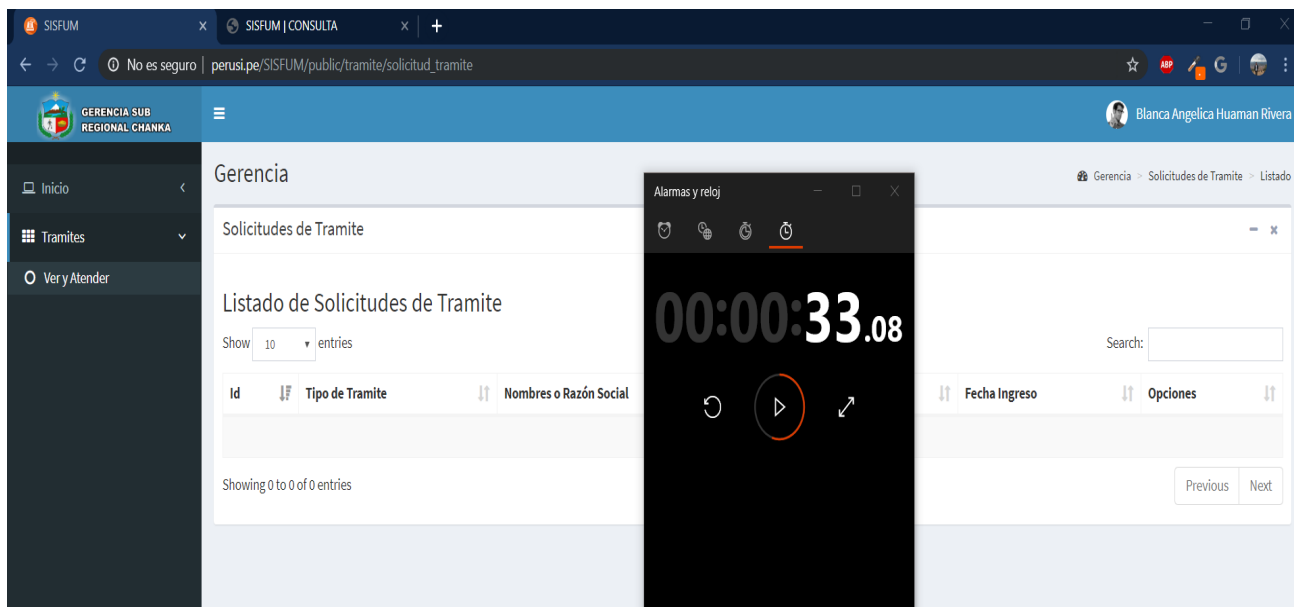 SISFUM
SISFUM | CONSULTA
No es seguro | perusi.pe/SISFUM/public/tramite/solicitud_tramite
ABP
G
GERENCIA SUB
REGIONAL CHANKA
Blanca Angelica Huaman Rivera
Inicio
Tramites
Ver y Atender
Gerencia
Gerencia > Solicitudes de Tramite > Listado
Solicitudes de Tramite
Listado de Solicitudes de Tramite
Show 10 entries
Search:
Id Tipo de Tramite Nombres o Razón Social Fecha Ingreso Opciones
Showing 0 to 0 of 0 entries
Previous Next
Alarmas y reloj
00:00:33.08